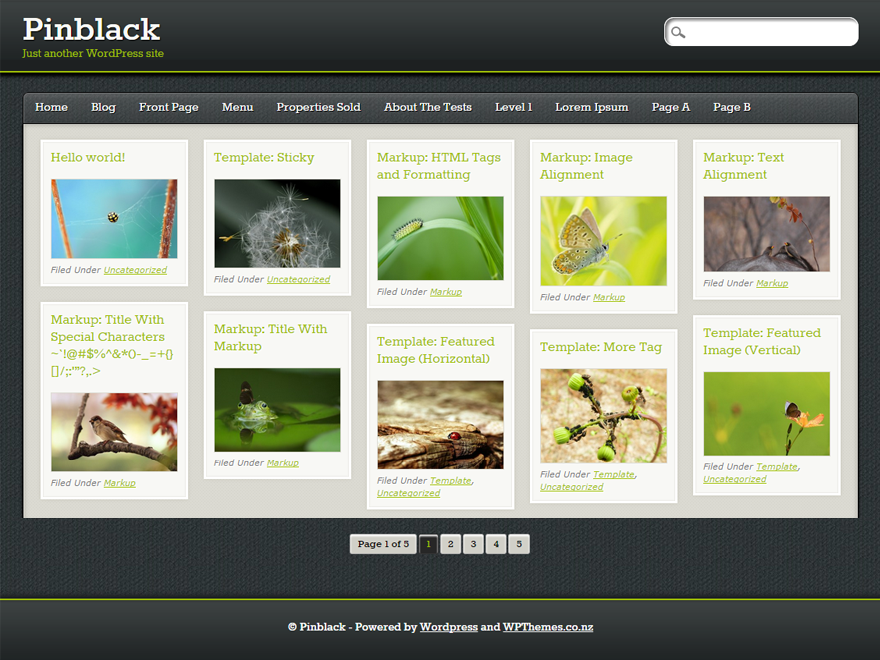 Pinblack
Just another WordPress site
Home Blog Front Page Menu Properties Sold About The Tests Level 1 Lorem Ipsum Page A Page B
Hello world!
Filed Under Uncategorized
Template: Sticky
Filed Under Uncategorized
Markup: HTML Tags
and Formatting
Filed Under Markup
Markup: Image
Alignment
Filed Under Markup
Markup: Text
Alignment
Filed Under Markup
Markup: Title With
Special Characters
~`!@#$%^&*()-_=+{}
[]/;:'"?,.>
Filed Under Markup
Markup: Title With
Markup
Filed Under Markup
Template: Featured
Image (Horizontal)
Filed Under Template,
Uncategorized
Template: More Tag
Filed Under Template,
Uncategorized
Template: Featured
Image (Vertical)
Filed Under Template,
Uncategorized
Page 1 of 5 1 2 3 4 5
© Pinblack - Powered by Wordpress and WPThemes.co.nz